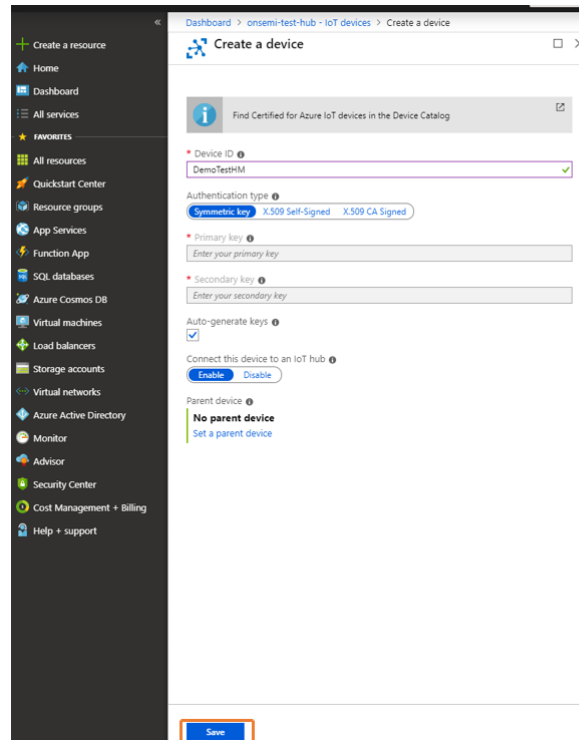 «
Create a resource
Home
Dashboard
All services
FAVORITES
All resources
Quickstart Center
Resource groups
App Services
Function App
SQL databases
Azure Cosmos DB
Virtual machines
Load balancers
Storage accounts
Virtual networks
Azure Active Directory
Monitor
Advisor
Security Center
Cost Management + Billing
Help + support
Dashboard > onsemi-test-hub - IoT devices > Create a device
Create a device
Find Certified for Azure IoT devices in the Device Catalog
* Device ID
DemoTestHM
Authentication type
Symmetric key X.509 Self-Signed X.509 CA Signed
* Primary key
Enter your primary key
* Secondary key
Enter your secondary key
Auto-generate keys
Connect this device to an IoT hub
Enable Disable
Parent device
No parent device
Set a parent device
Save